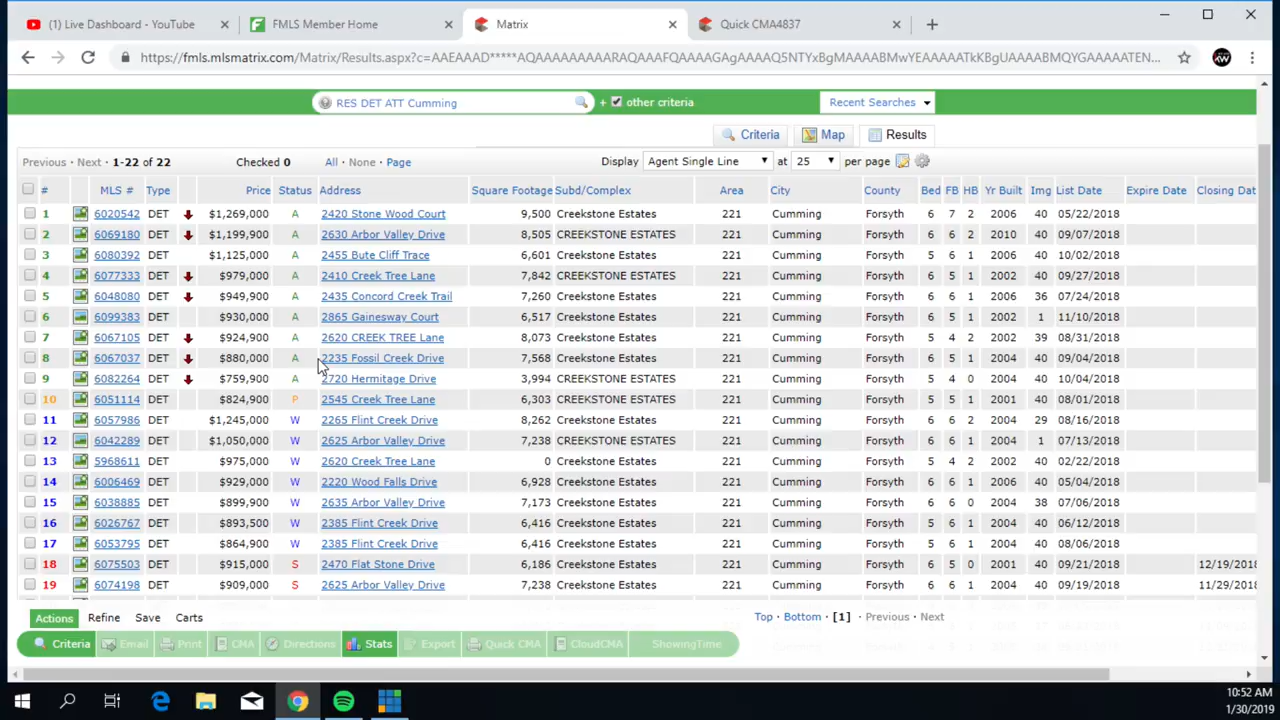 (1) Live Dashboard - YouTube × FMLS Member Home × Matrix × Quick CMA4837 × +
https://fmls.mlsmatrix.com/Matrix/Results.aspx?c=AAEAAAD*****AQAAAAAAAAARAQAAAFQAAAAGAgAAAAQ5NTYxBgMAAAABMwYEAAAAATkKBgUAAAABMQYGAAAAATEN...
RES DET ATT Cumming + other criteria Recent Searches
Criteria Map Results
Previous · Next · 1-22 of 22 Checked 0 All · None · Page Display Agent Single Line at 25 per page
# MLS # Type Price Status Address Square Footage Subd/Complex Area City County Bed FB HB Yr Built Img List Date Expire Date Closing Dat
1 6020542 DET $1,269,000 A 2420 Stone Wood Court 9,500 Creekstone Estates 221 Cumming Forsyth 6 7 2 2006 40 05/22/2018
2 6069180 DET $1,199,900 A 2630 Arbor Valley Drive 8,505 CREEKSTONE ESTATES 221 Cumming Forsyth 6 6 2 2010 40 09/07/2018
3 6080392 DET $1,125,000 A 2455 Bute Cliff Trace 6,601 Creekstone Estates 221 Cumming Forsyth 5 6 1 2006 40 10/02/2018
4 6077333 DET $979,000 A 2410 Creek Tree Lane 7,842 CREEKSTONE ESTATES 221 Cumming Forsyth 6 5 1 2002 40 09/27/2018
5 6048080 DET $949,900 A 2435 Concord Creek Trail 7,260 Creekstone Estates 221 Cumming Forsyth 6 6 1 2006 36 07/24/2018
6 6099383 DET $930,000 A 2865 Gainesway Court 6,517 Creekstone Estates 221 Cumming Forsyth 6 5 1 2002 1 11/10/2018
7 6067105 DET $924,900 A 2620 CREEK TREE Lane 8,073 Creekstone Estates 221 Cumming Forsyth 5 4 2 2002 39 08/31/2018
8 6067037 DET $880,000 A 2235 Fossil Creek Drive 7,568 Creekstone Estates 221 Cumming Forsyth 6 5 1 2004 40 09/04/2018
9 6082264 DET $759,900 A 2720 Hermitage Drive 3,994 CREEKSTONE ESTATES 221 Cumming Forsyth 5 4 0 2004 40 10/04/2018
10 6051114 DET $824,900 P 2545 Creek Tree Lane 6,303 CREEKSTONE ESTATES 221 Cumming Forsyth 5 5 1 2001 40 08/01/2018
11 6057986 DET $1,245,000 W 2265 Flint Creek Drive 8,262 CREEKSTONE ESTATES 221 Cumming Forsyth 6 6 2 2004 29 08/16/2018
12 6042289 DET $1,050,000 W 2625 Arbor Valley Drive 7,238 CREEKSTONE ESTATES 221 Cumming Forsyth 6 6 1 2004 1 07/13/2018
13 5968611 DET $975,000 W 2620 Creek Tree Lane 0 Creekstone Estates 221 Cumming Forsyth 5 4 2 2002 40 02/22/2018
14 6006469 DET $929,000 W 2220 Wood Falls Drive 6,928 Creekstone Estates 221 Cumming Forsyth 6 5 1 2004 40 05/04/2018
15 6038885 DET $899,900 W 2635 Arbor Valley Drive 7,173 Creekstone Estates 221 Cumming Forsyth 6 6 0 2004 38 07/06/2018
16 6026767 DET $893,500 W 2385 Flint Creek Drive 6,416 Creekstone Estates 221 Cumming Forsyth 6 5 1 2004 40 06/12/2018
17 6053795 DET $864,900 W 2385 Flint Creek Drive 6,416 Creekstone Estates 221 Cumming Forsyth 5 5 1 2004 40 08/06/2018
18 6075503 DET $915,000 S 2470 Flat Stone Drive 6,186 Creekstone Estates 221 Cumming Forsyth 6 5 0 2001 40 09/21/2018 12/19/2018
19 6074198 DET $909,000 S 2625 Arbor Valley Drive 7,238 Creekstone Estates 221 Cumming Forsyth 6 6 1 2004 40 09/19/2018 11/29/2018
Actions Refine Save Carts Top · Bottom · [1] · Previous · Next
Criteria Email Print CMA Directions Stats Export Quick CMA CloudCMA ShowingTime
10:52 AM
1/30/2019